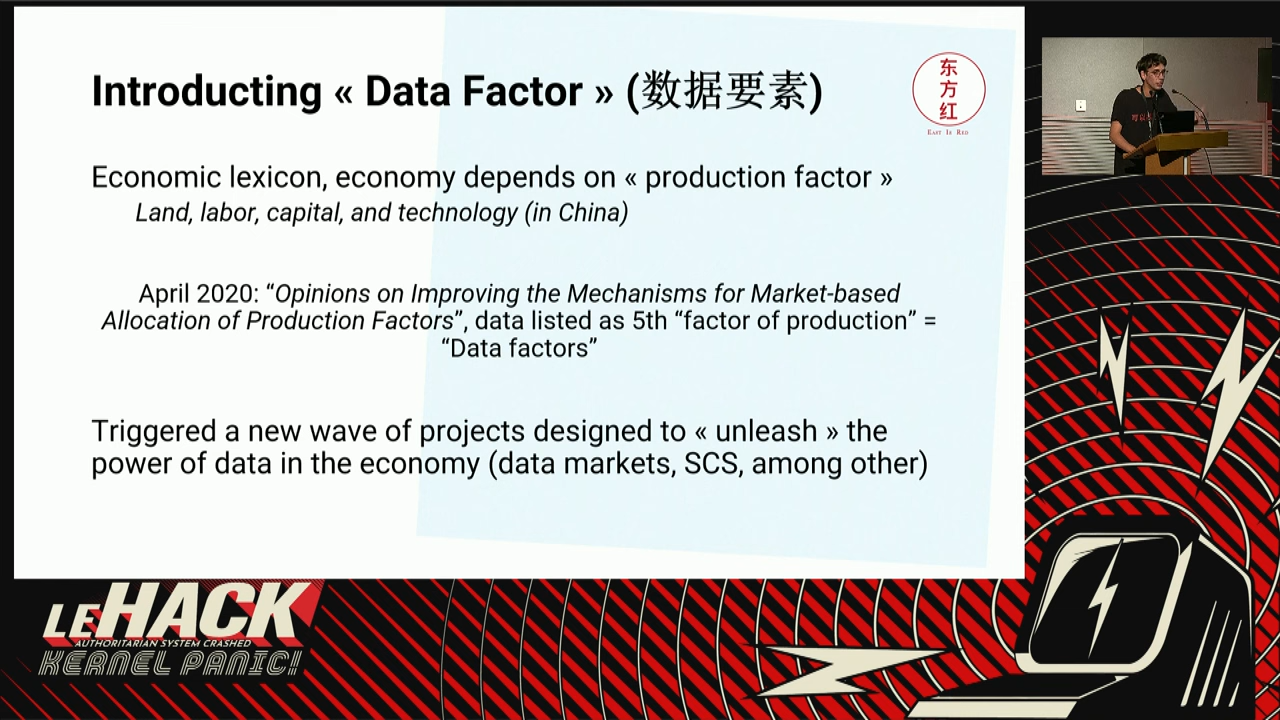 Introducting « Data Factor » (数据要素)
东
方
红
East Is Red
Economic lexicon, economy depends on « production factor »
Land, labor, capital, and technology (in China)
April 2020: “Opinions on Improving the Mechanisms for Market-based
Allocation of Production Factors”, data listed as 5th “factor of production” =
“Data factors”
Triggered a new wave of projects designed to « unleash » the
power of data in the economy (data markets, SCS, among other)
LEHACK
AUTHORITARIAN SYSTEM CRASHED
KERNEL PANIC!